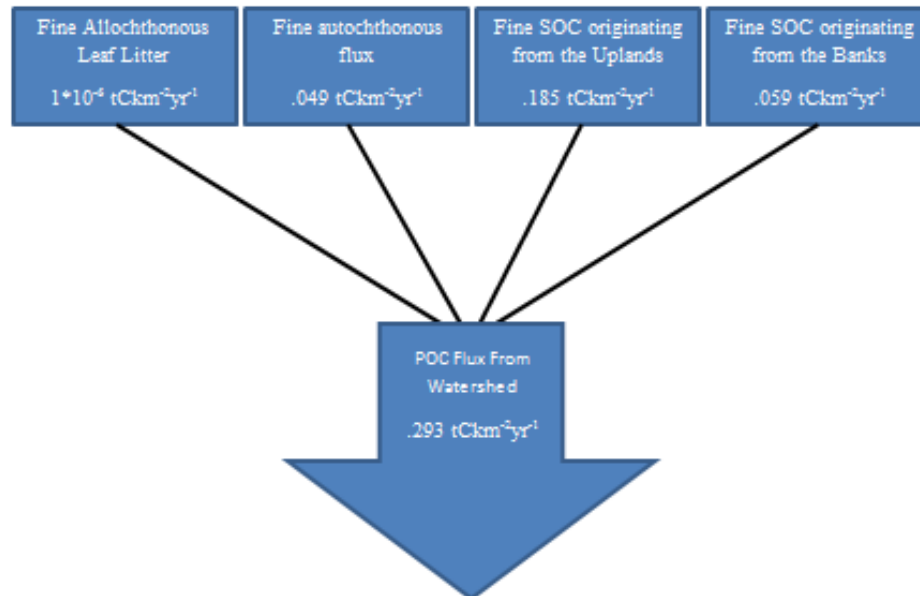 Fine Allochthonous
Leaf Litter
1*10⁻⁶ tCkm⁻²yr⁻¹
Fine autochthonous
flux
.049 tCkm⁻²yr⁻¹
Fine SOC originating
from the Uplands
.185 tCkm⁻²yr⁻¹
Fine SOC originating
from the Banks
.059 tCkm⁻²yr⁻¹
POC Flux From
Watershed
.293 tCkm⁻²yr⁻¹